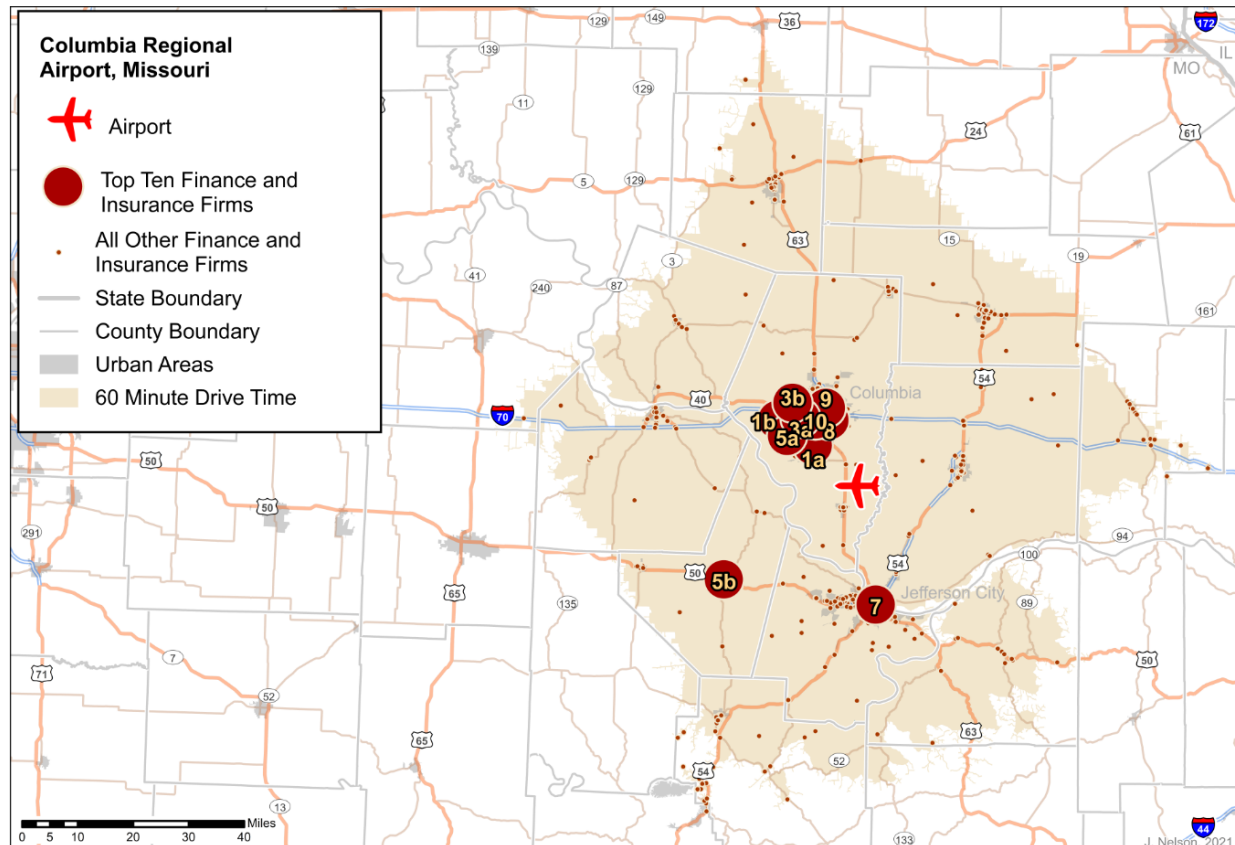 Columbia Regional
Airport, Missouri
Airport
Top Ten Finance and
Insurance Firms
All Other Finance and
Insurance Firms
State Boundary
County Boundary
Urban Areas
60 Minute Drive Time
129
149
36
172
139
IL
MO
129
11
24
61
5
129
63
15
3
19
41
240
87
161
54
40
Columbia
3b
9
70
1b
3a
10
8
5a
1a
50
50
291
94
100
54
50
5b
Jefferson City
7
89
65
135
7
50
71
52
63
65
52
54
13
Miles
0 5 10 20 30 40
44
133
J. Nelson, 2021